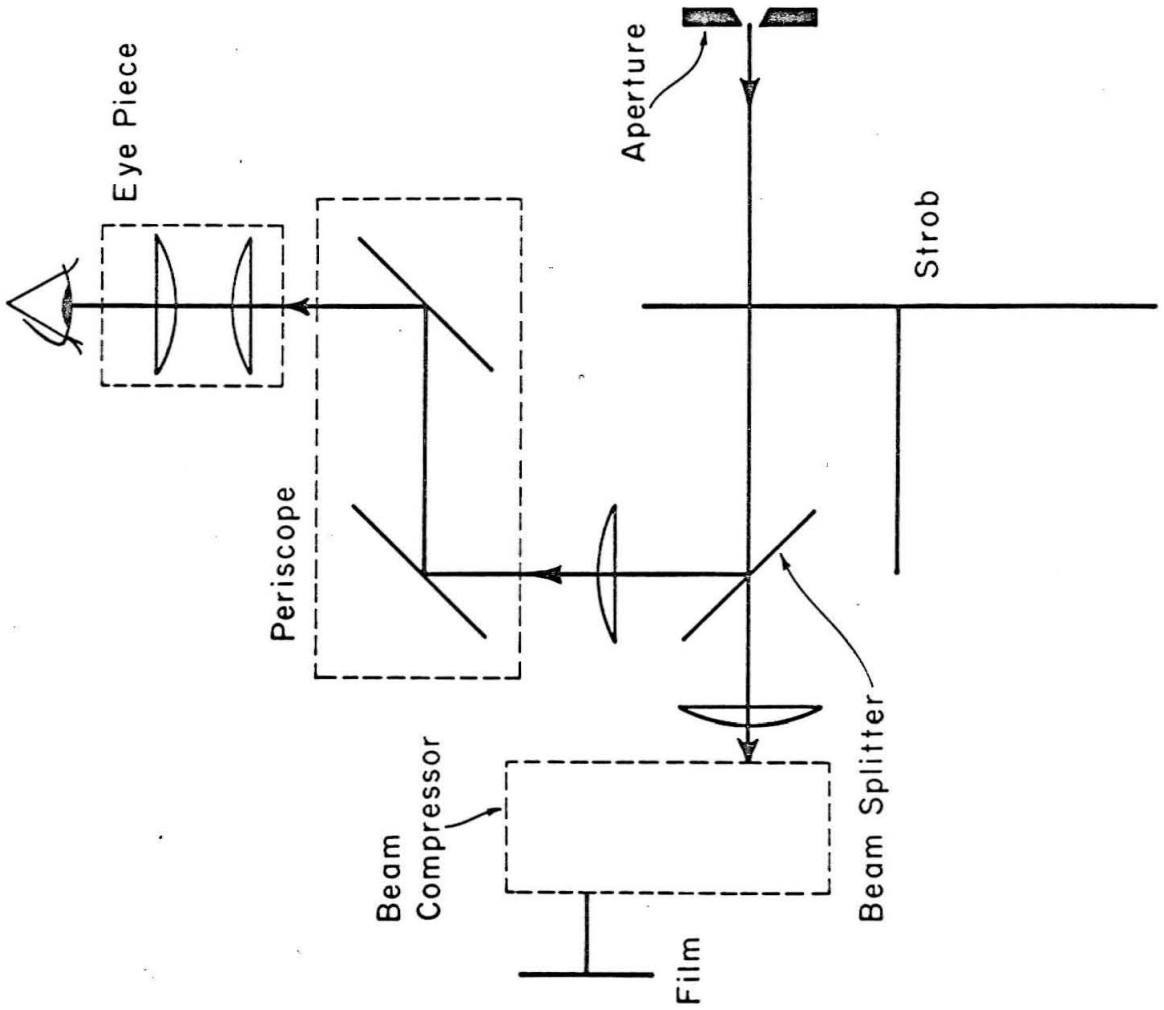 Eye Piece
Periscope
Aperture
Strob
Beam
Compressor
Film
Beam Splitter